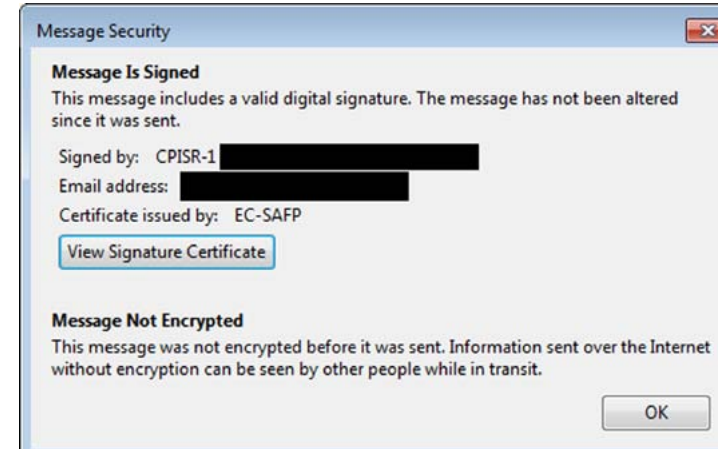 Message Security
Message Is Signed
This message includes a valid digital signature. The message has not been altered
since it was sent.
Signed by: CPISR-1
Email address:
Certificate issued by: EC-SAFP
View Signature Certificate
Message Not Encrypted
This message was not encrypted before it was sent. Information sent over the Internet
without encryption can be seen by other people while in transit.
OK